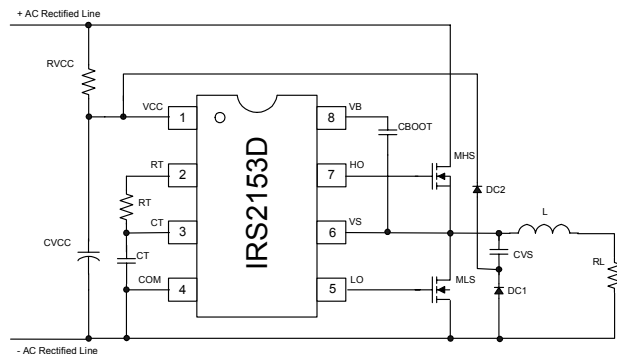 + AC Rectified Line
RVCC
VCC
1
8
VB
CBOOT
MHS
RT
2
7
HO
RT
IRS2153D
DC2
L
CT
3
6
VS
CVCC
CT
CVS
RL
COM
4
5
LO
MLS
DC1
- AC Rectified Line